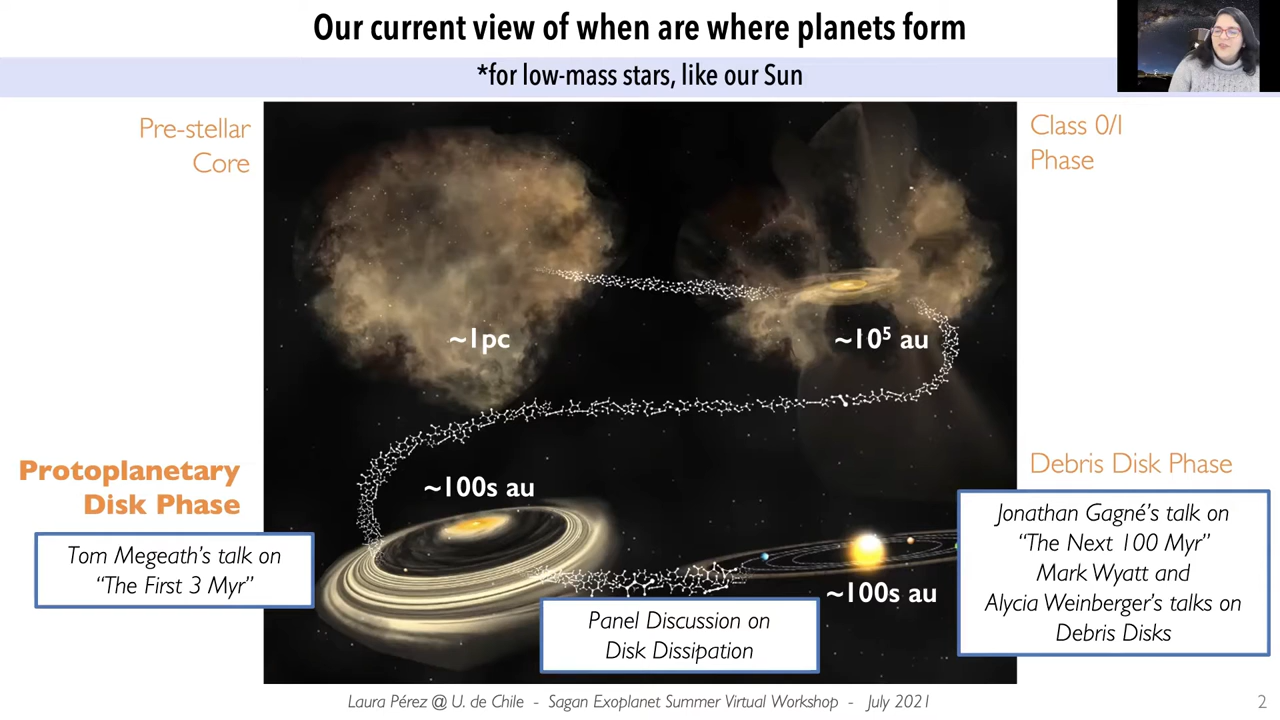 Our current view of when are where planets form
*for low-mass stars, like our Sun
Pre-stellar
Core
Class 0/I
Phase
~1pc
~10⁵ au
Protoplanetary
Disk Phase
~100s au
Debris Disk Phase
Tom Megeath's talk on
“The First 3 Myr”
Jonathan Gagné's talk on
“The Next 100 Myr”
Mark Wyatt and
Alycia Weinberger's talks on
Debris Disks
~100s au
Panel Discussion on
Disk Dissipation
Laura Pérez @ U. de Chile - Sagan Exoplanet Summer Virtual Workshop - July 2021
2